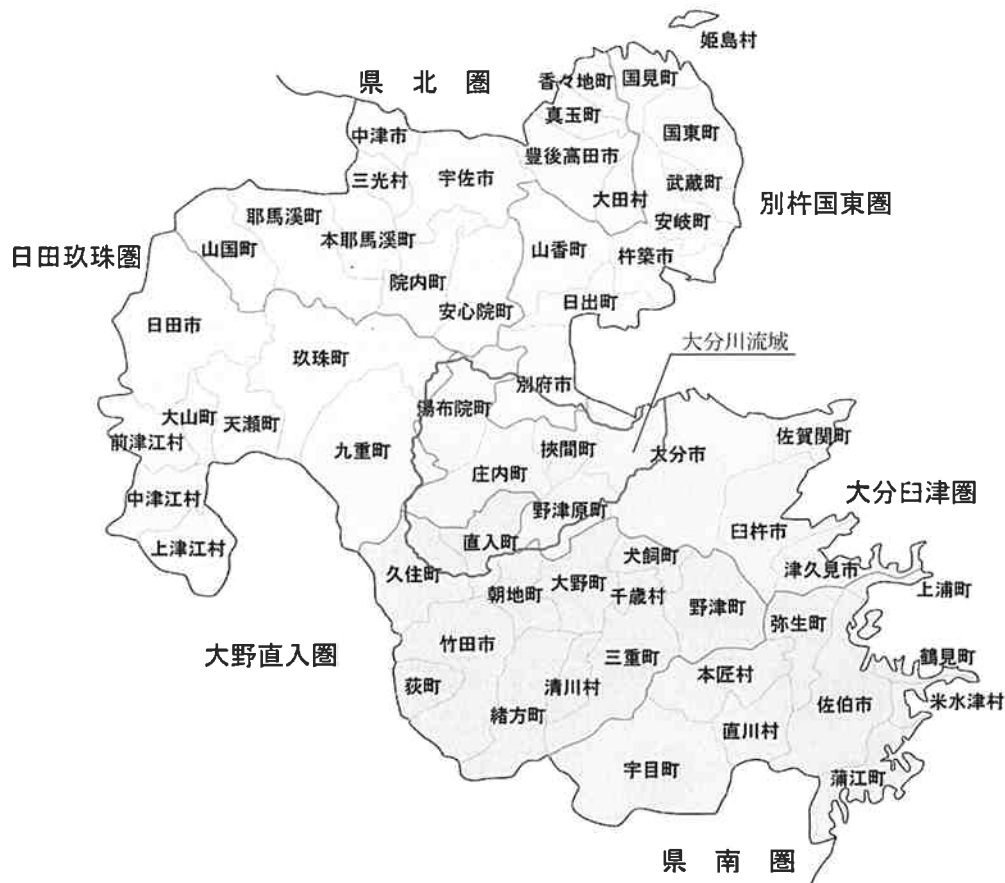 姫島村
県北圏
香々地町
国見町
真玉町
中津市
国東町
豊後高田市
三光村
宇佐市
武蔵町
大田村
別杵国東圏
耶馬溪町
安岐町
本耶馬溪町
山国町
山香町
杵築市
日田玖珠圏
院内町
日出町
安心院町
日田市
大分川流域
玖珠町
別府市
湯布院町
大山町
天瀬町
佐賀関町
前津江村
九重町
挾間町
大分市
庄内町
中津江村
大分臼津圏
野津原町
臼杵市
直入町
上津江村
犬飼町
津久見市
久住町
大野町
上浦町
朝地町
千歳村
野津町
弥生町
竹田市
大野直入圏
三重町
鶴見町
本匠村
荻町
清川村
佐伯市
米水津村
緒方町
直川村
宇目町
蒲江町
県南圏